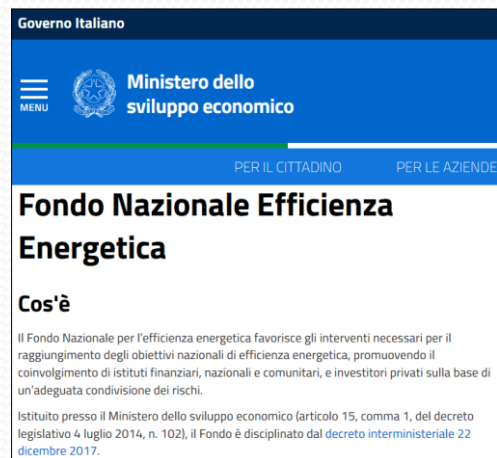 Governo Italiano
MENU
Ministero dello
sviluppo economico
PER IL CITTADINO PER LE AZIENDE
Fondo Nazionale Efficienza
Energetica
Cos'è
Il Fondo Nazionale per l'efficienza energetica favorisce gli interventi necessari per il
raggiungimento degli obiettivi nazionali di efficienza energetica, promuovendo il
coinvolgimento di istituti finanziari, nazionali e comunitari, e investitori privati sulla base di
un'adeguata condivisione dei rischi.
Istituito presso il Ministero dello sviluppo economico (articolo 15, comma 1, del decreto
legislativo 4 luglio 2014, n. 102), il Fondo è disciplinato dal decreto interministeriale 22
dicembre 2017.